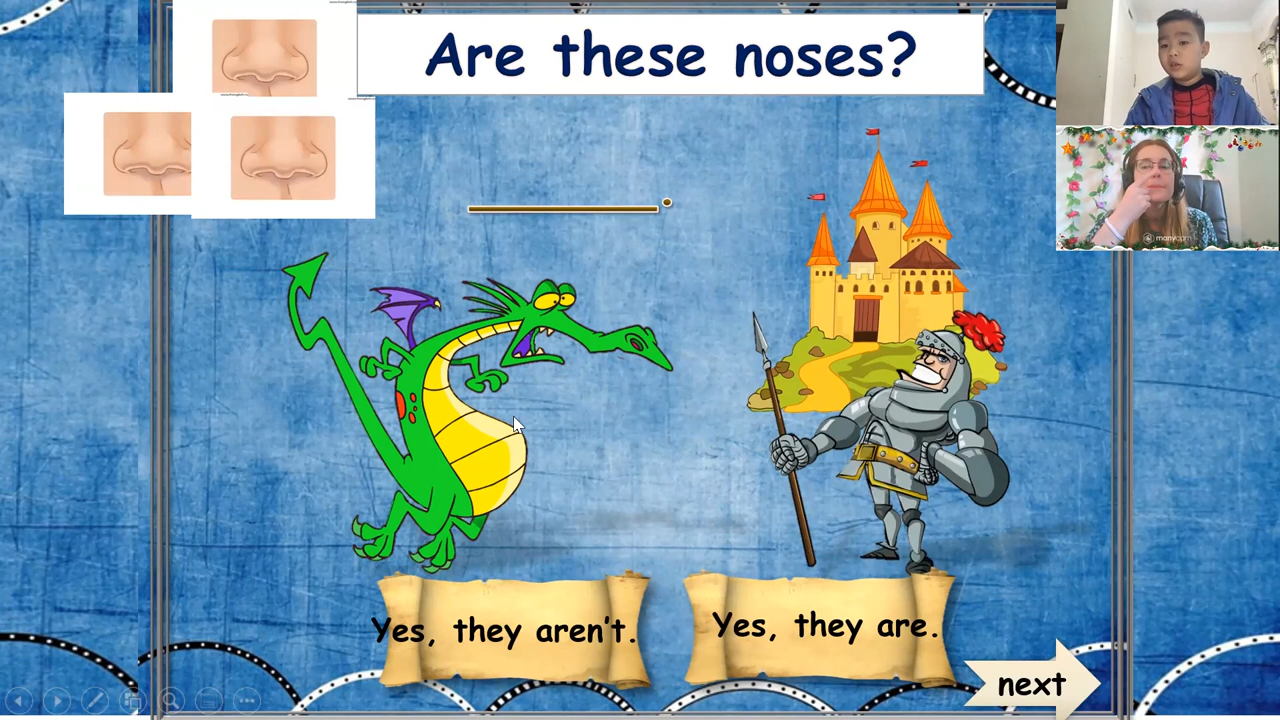 Are these noses?
Yes, they aren't.
Yes, they are.
next